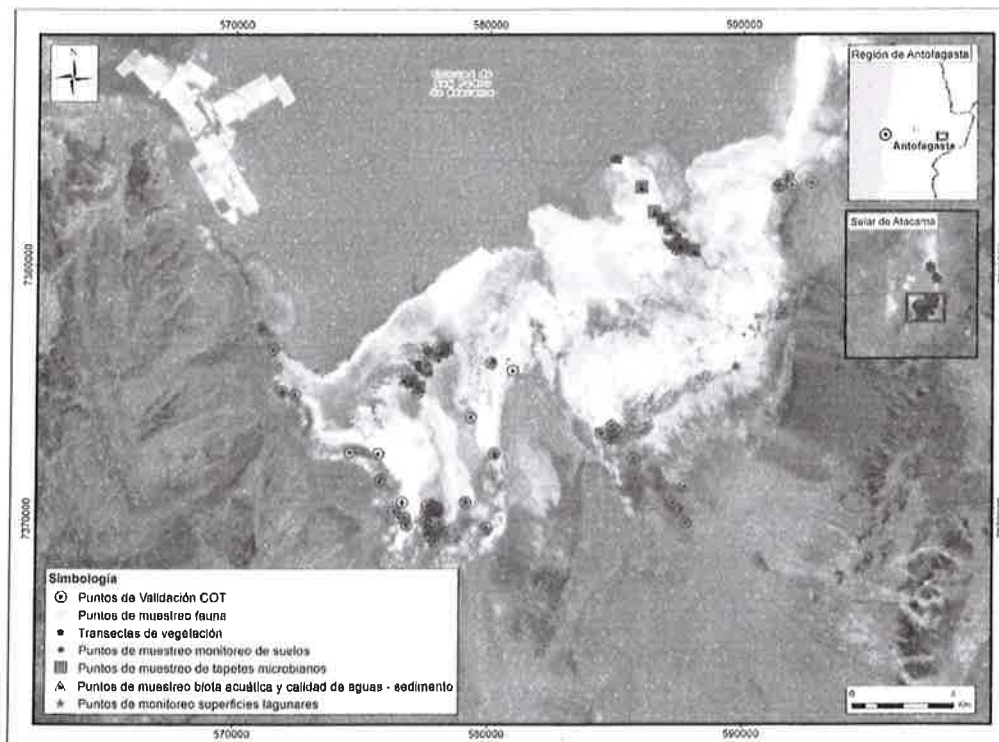 570000
580000
590000
N
Región de Antofagasta
Antofagasta
Salar de Atacama
7380000
7370000
Simbología
Puntos de Validación COT
Puntos de muestreo fauna
Transectas de vegetación
Puntos de muestreo monitoreo de suelos
Puntos de muestreo de tapetes microbianos
Puntos de muestreo biota acuática y calidad de aguas - sedimento
Puntos de monitoreo superficies lagunares
0
4
Km
570000
580000
590000